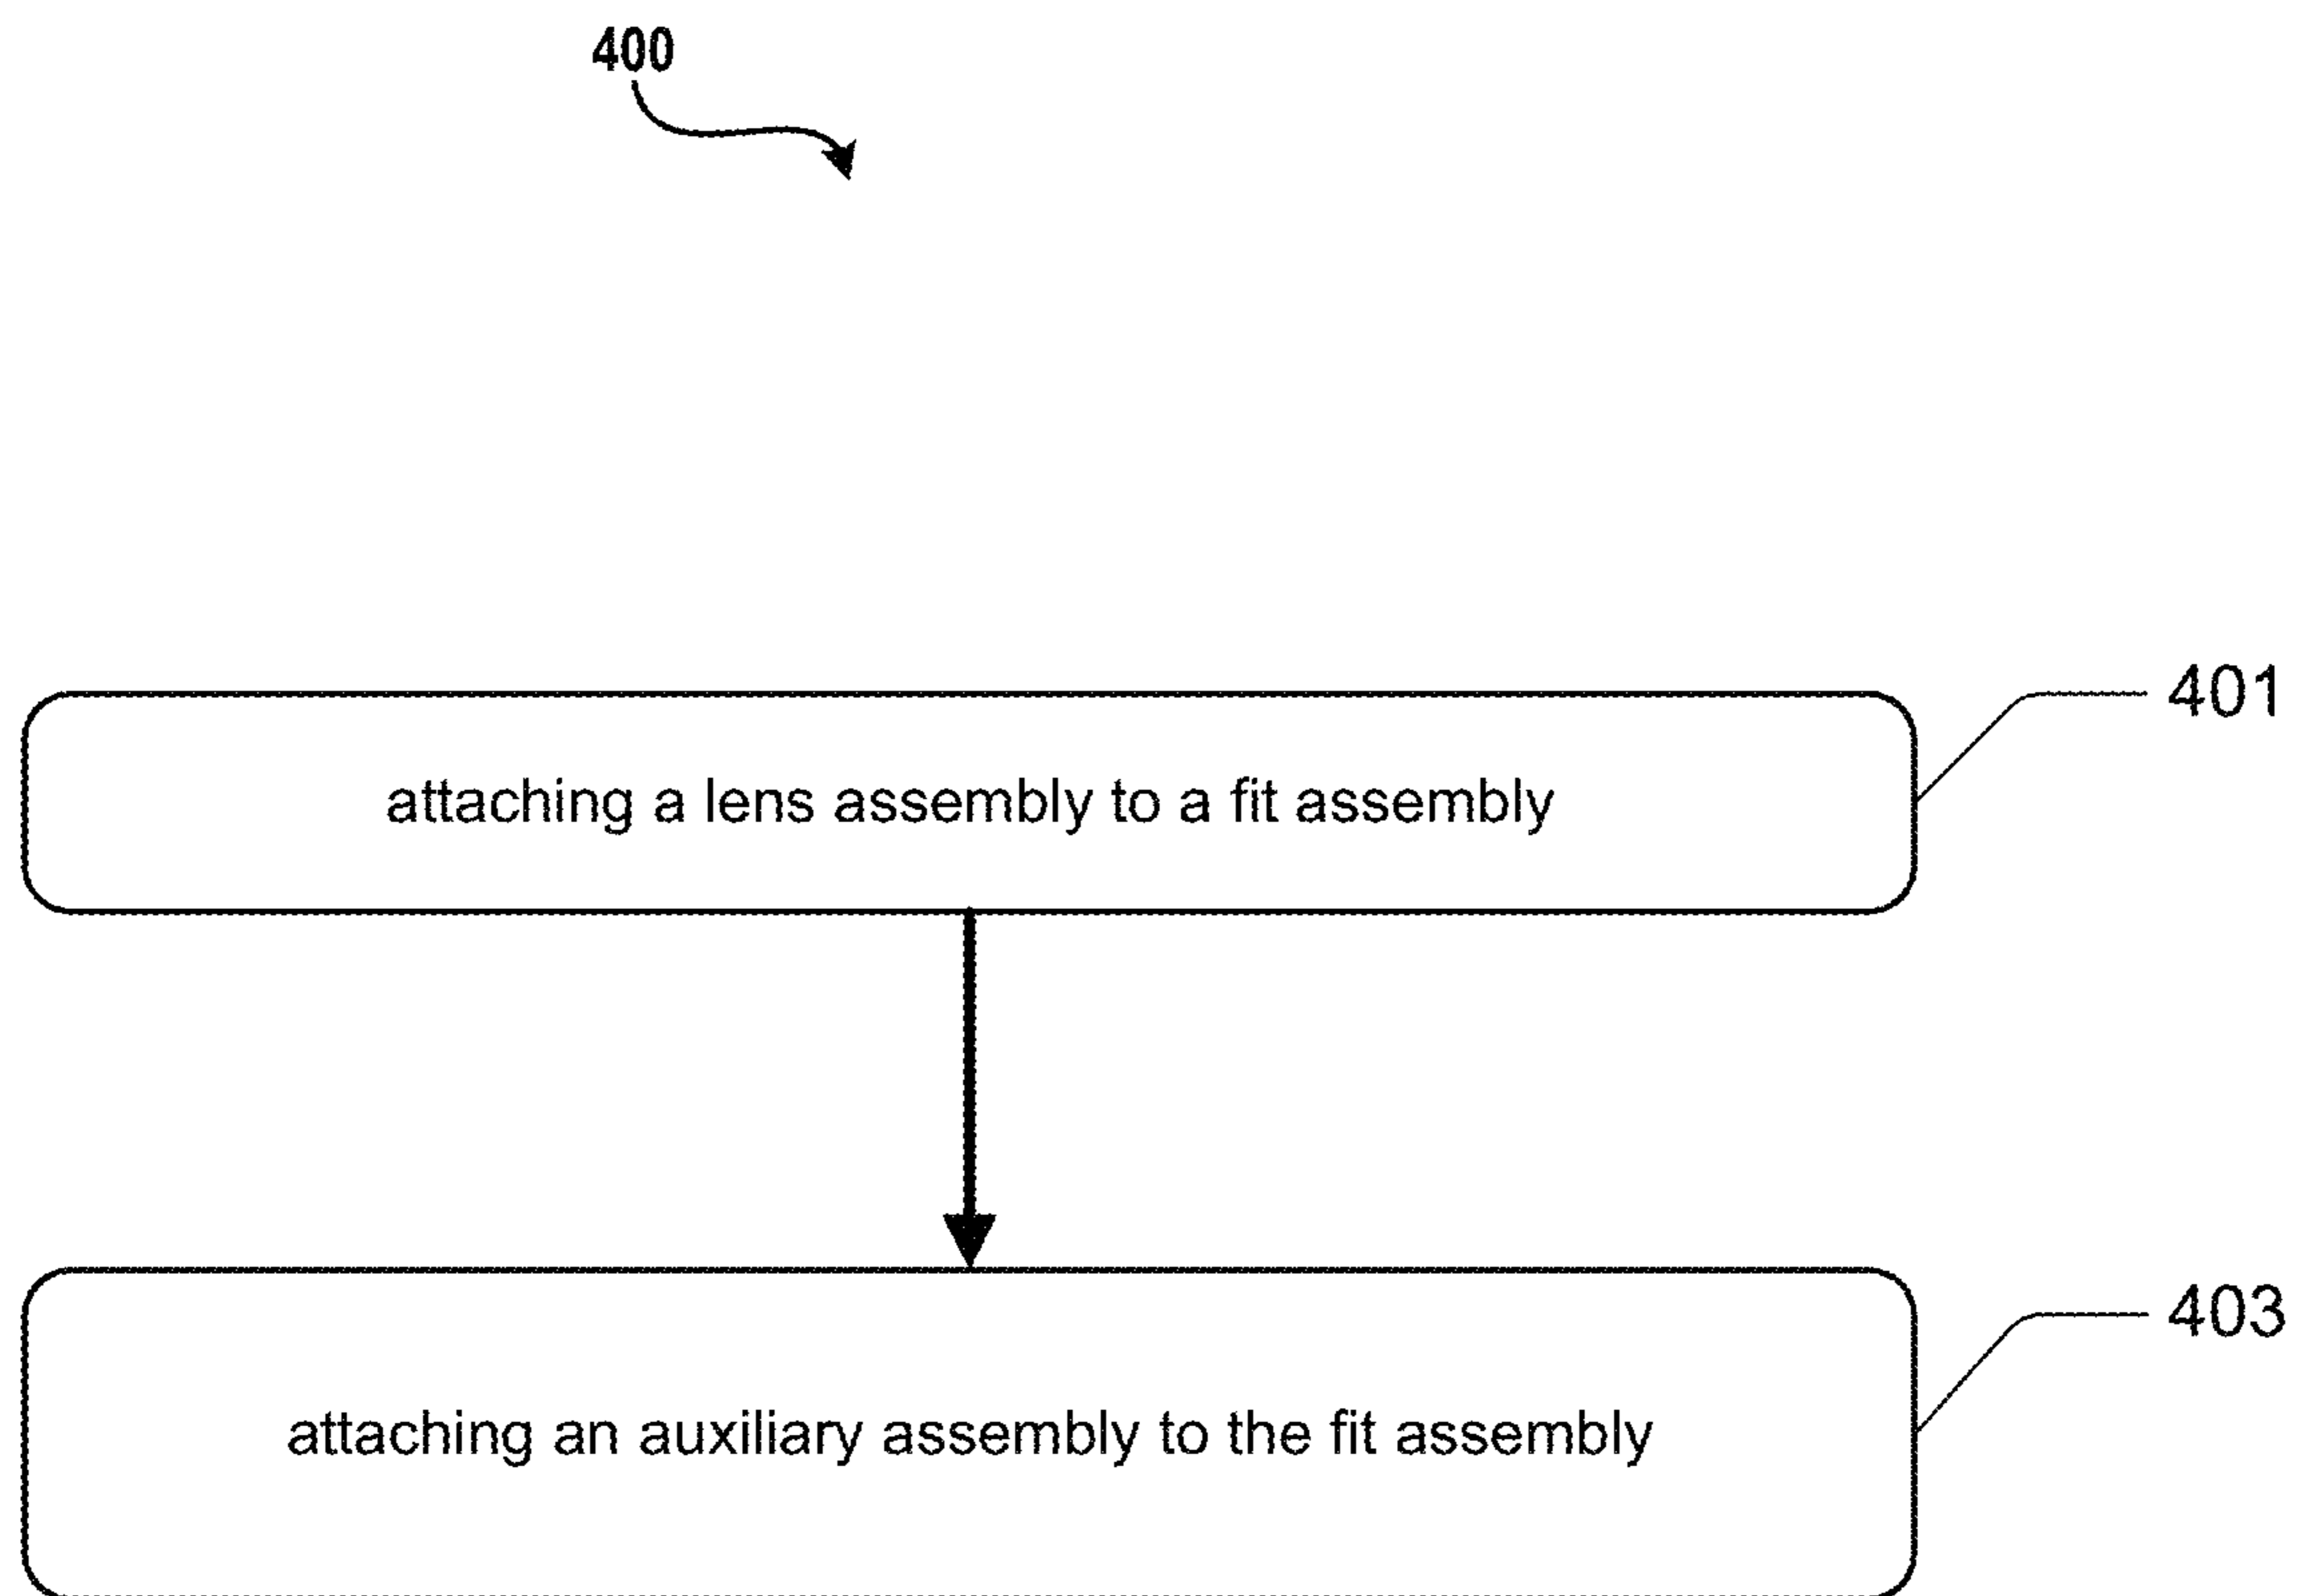 400
401
attaching a lens assembly to a fit assembly
403
attaching an auxiliary assembly to the fit assembly